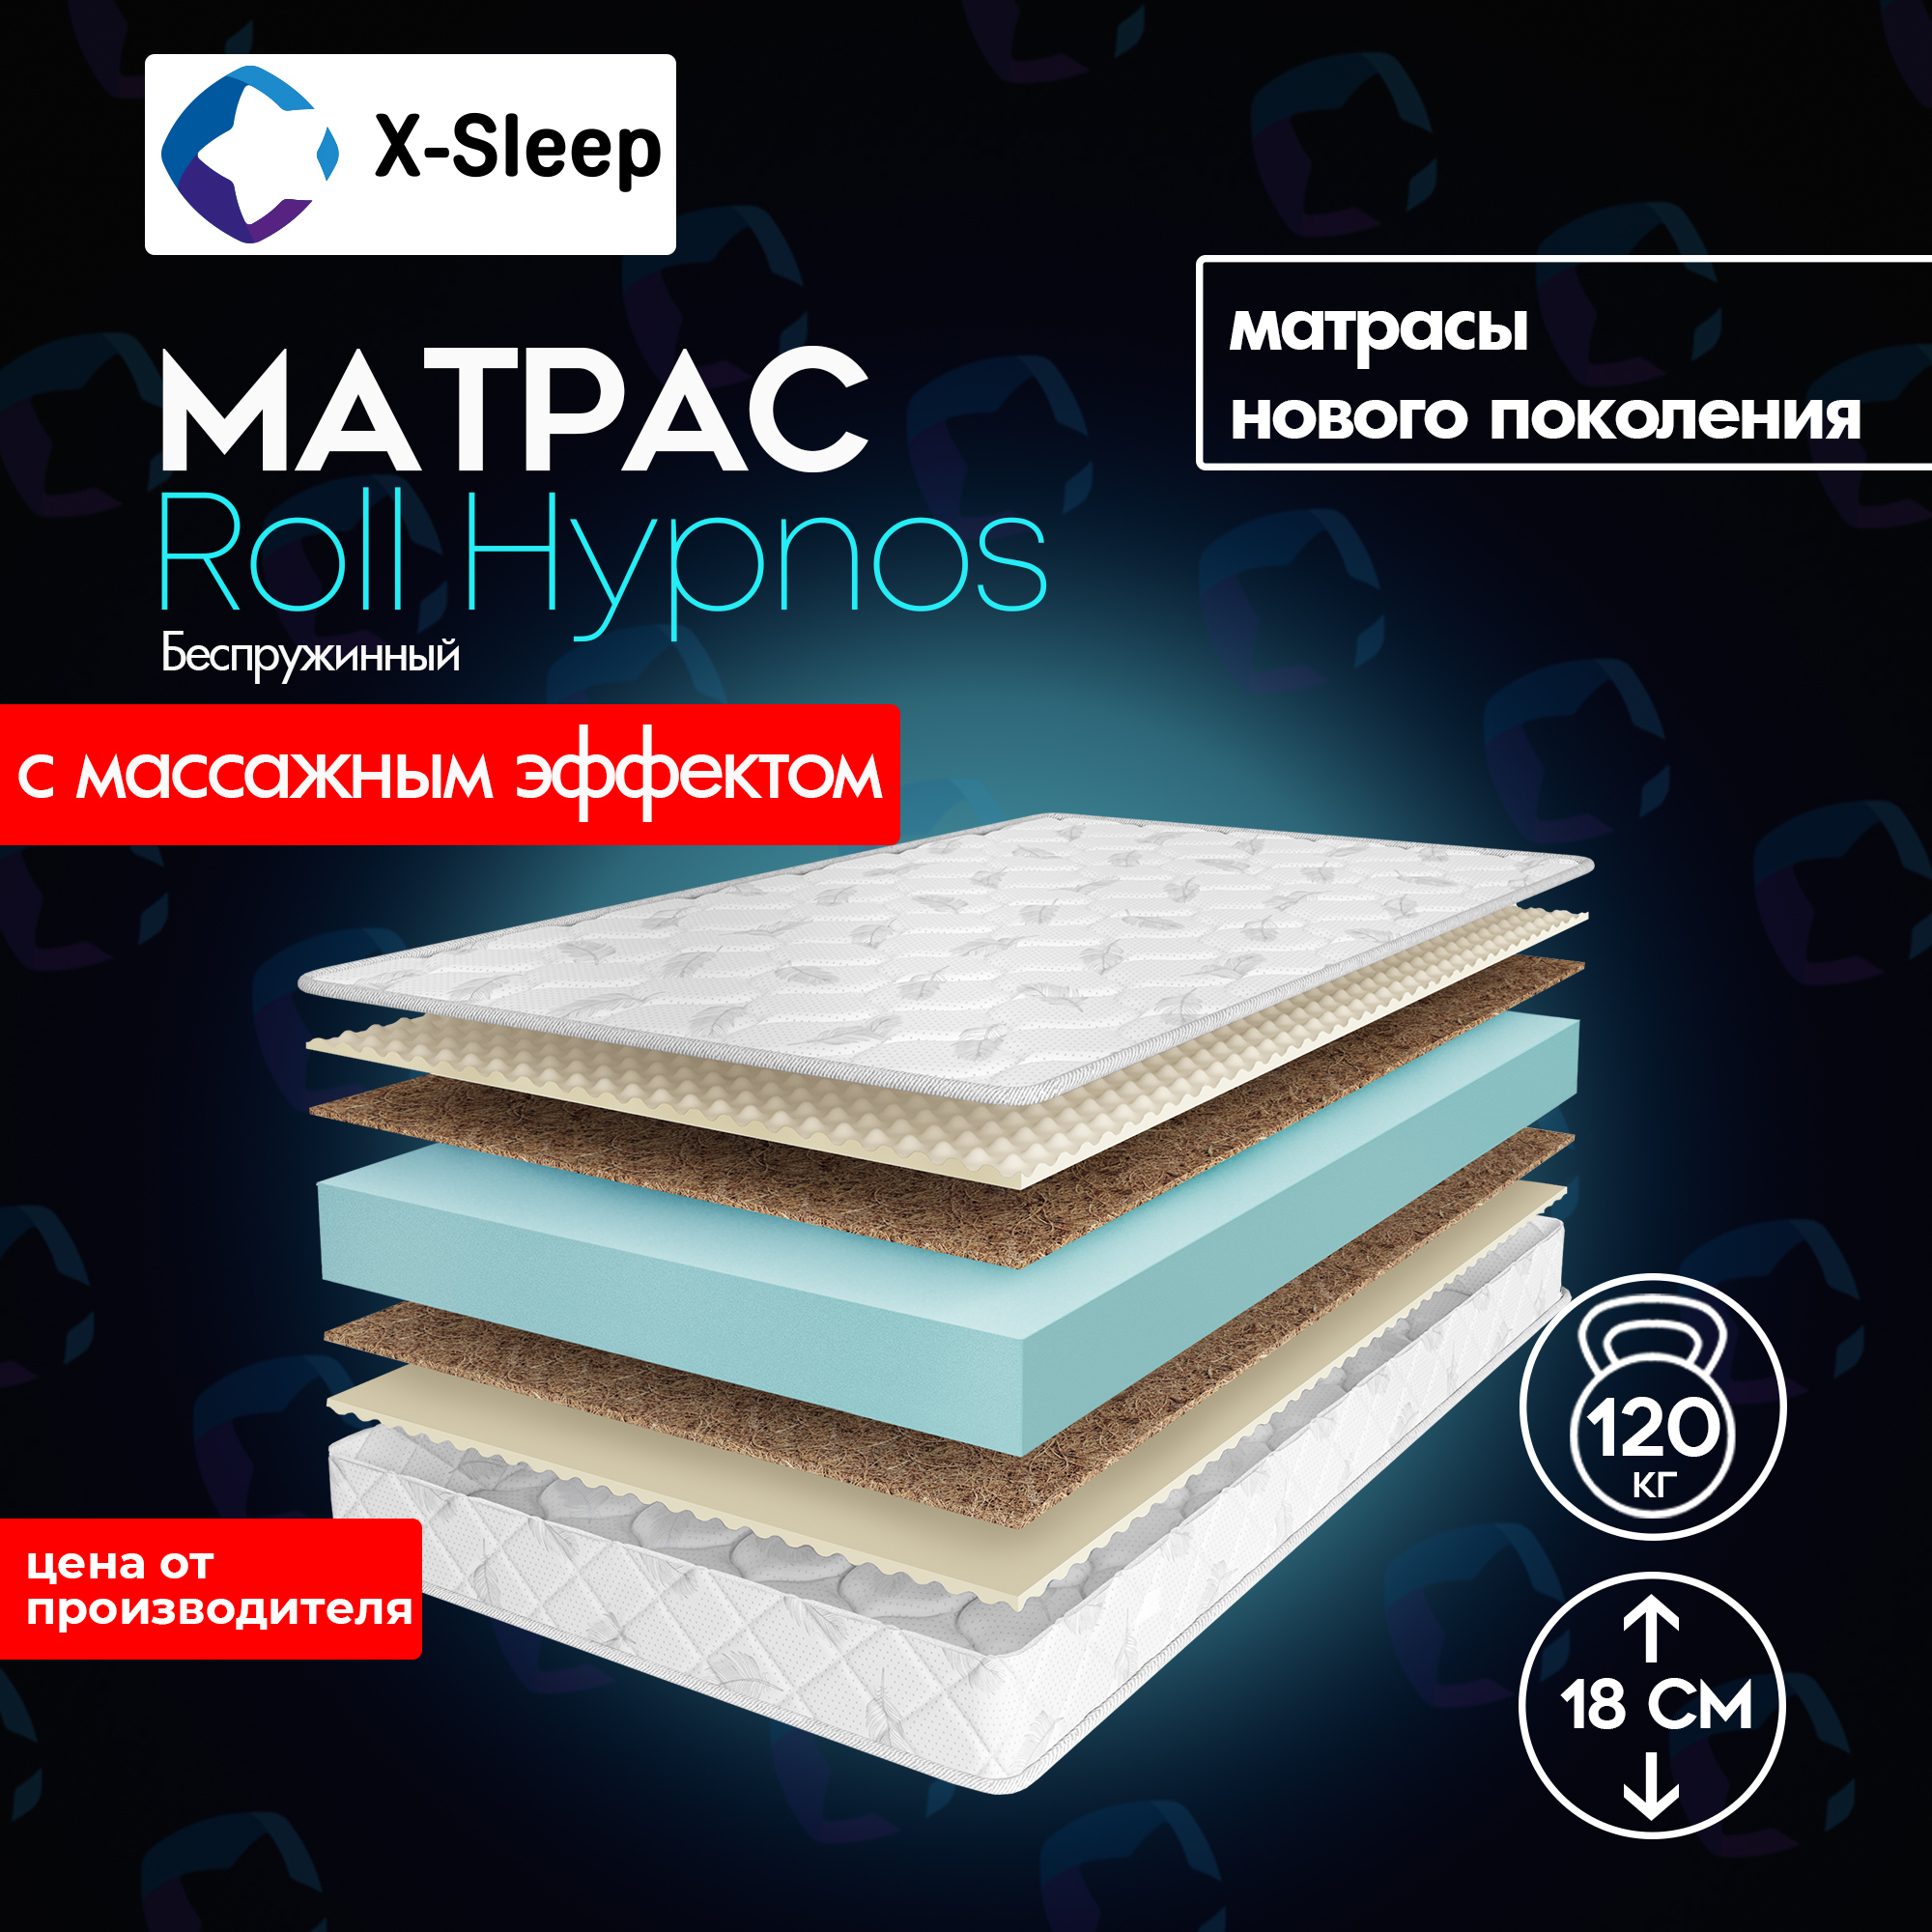 X-Sleep
матрасы
нового поколения
МАТРАС
Roll Hypnos
Беспружинный
с массажным эффектом
120
кг
цена от
производителя
18 СМ